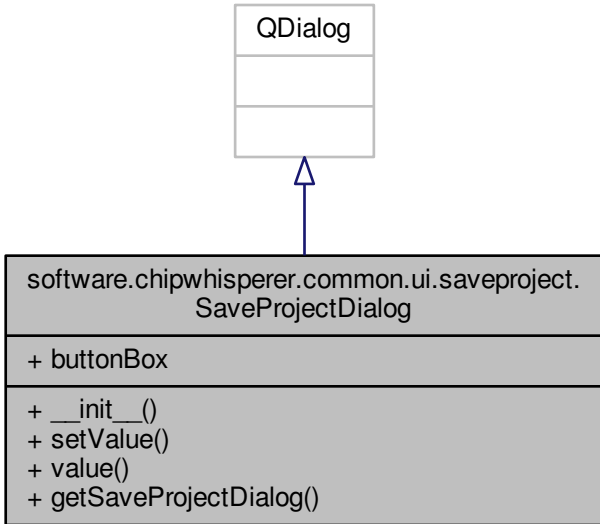 QDialog
software.chipwhisperer.common.ui.saveproject.
SaveProjectDialog
+ buttonBox
+ __init__()
+ setValue()
+ value()
+ getSaveProjectDialog()